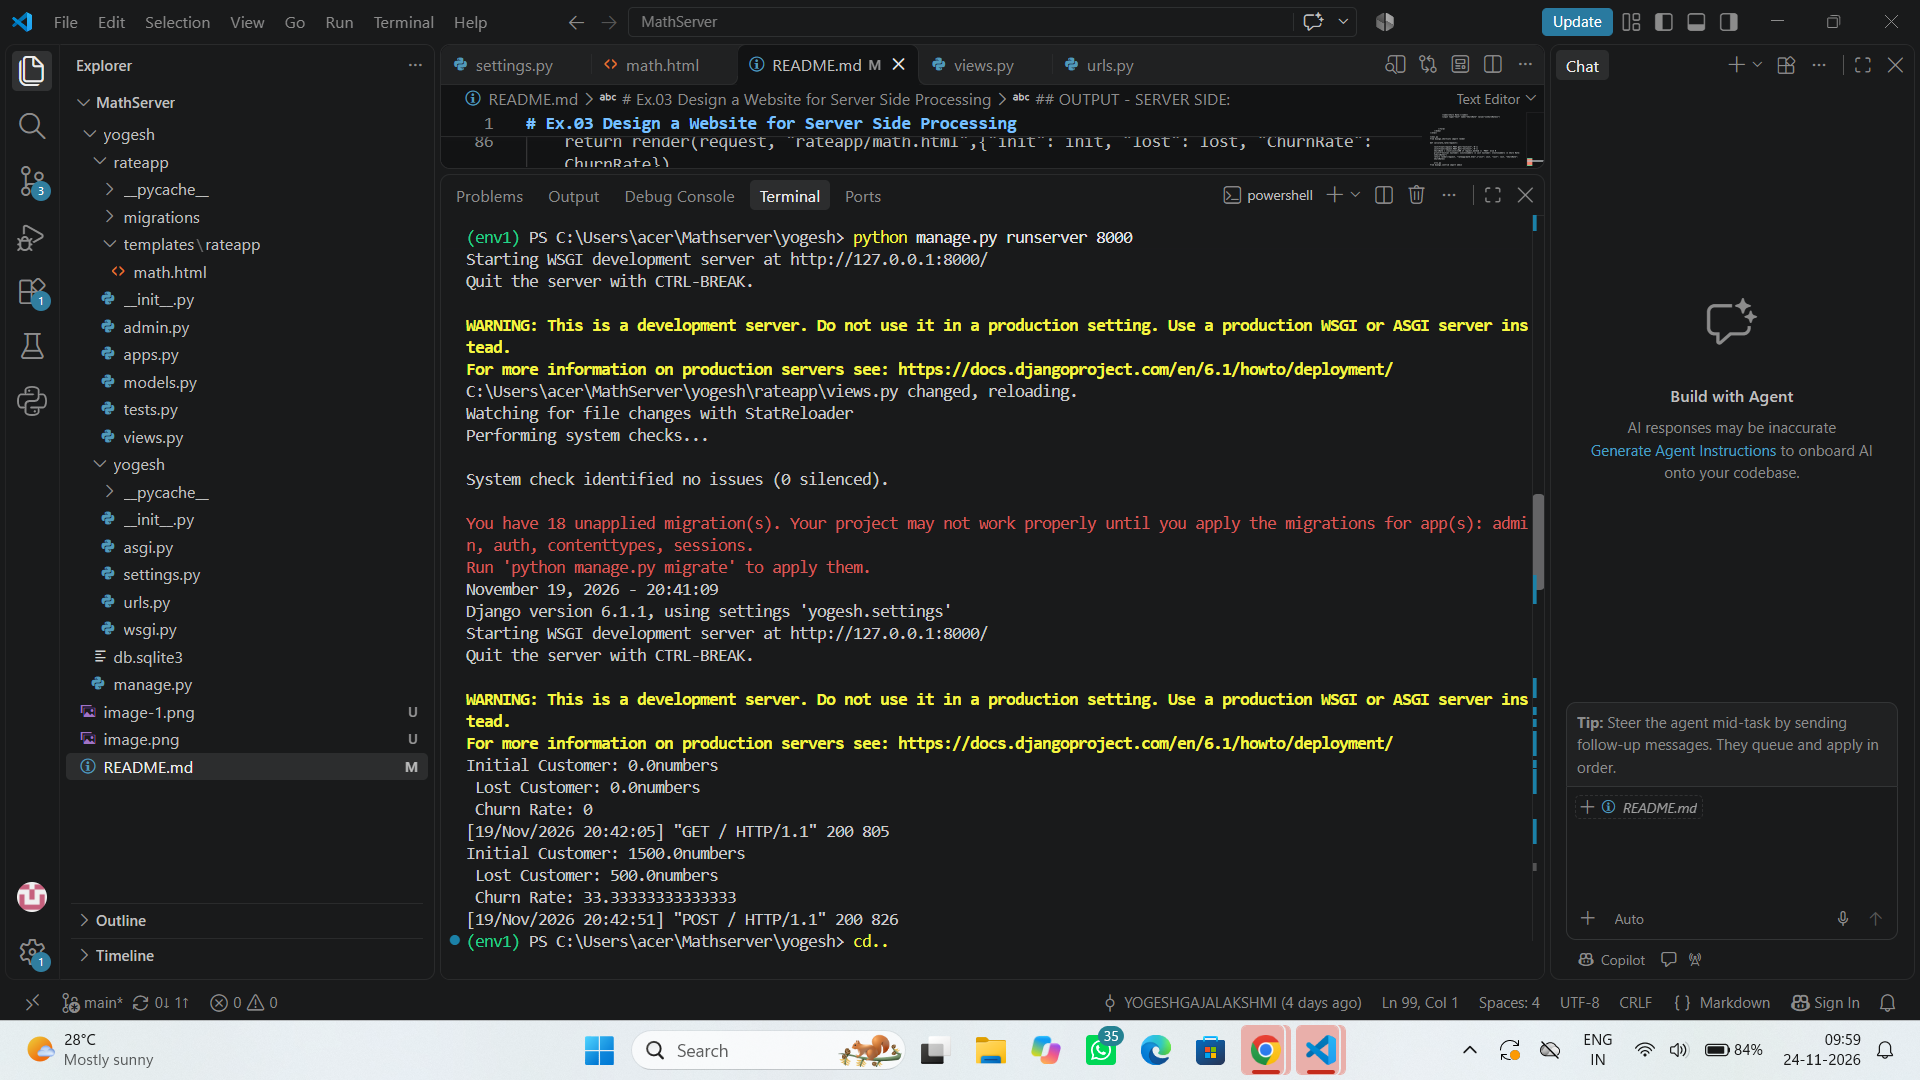 File Edit Selection View Go Run Terminal Help
MathServer
Update
Explorer
MathServer
yogesh
rateapp
__pycache__
migrations
templates\rateapp
math.html
__init__.py
admin.py
apps.py
models.py
tests.py
views.py
yogesh
__pycache__
__init__.py
asgi.py
settings.py
urls.py
wsgi.py
db.sqlite3
manage.py
image-1.png U
image.png U
README.md M
Outline
Timeline
3
1
1
settings.py math.html README.md M views.py urls.py
README.md > # Ex.03 Design a Website for Server Side Processing > ## OUTPUT - SERVER SIDE:
Text Editor
1 # Ex.03 Design a Website for Server Side Processing
86 return render(request, "rateapp/math.html",{"init": init, "lost": lost, "ChurnRate":
ChurnRate})
Problems Output Debug Console Terminal Ports
powershell
(env1) PS C:\Users\acer\Mathserver\yogesh> python manage.py runserver 8000
Starting WSGI development server at http://127.0.0.1:8000/
Quit the server with CTRL-BREAK.
WARNING: This is a development server. Do not use it in a production setting. Use a production WSGI or ASGI server ins
tead.
For more information on production servers see: https://docs.djangoproject.com/en/6.1/howto/deployment/
C:\Users\acer\MathServer\yogesh\rateapp\views.py changed, reloading.
Watching for file changes with StatReloader
Performing system checks...
System check identified no issues (0 silenced).
You have 18 unapplied migration(s). Your project may not work properly until you apply the migrations for app(s): admi
n, auth, contenttypes, sessions.
Run 'python manage.py migrate' to apply them.
November 19, 2026 - 20:41:09
Django version 6.1.1, using settings 'yogesh.settings'
Starting WSGI development server at http://127.0.0.1:8000/
Quit the server with CTRL-BREAK.
WARNING: This is a development server. Do not use it in a production setting. Use a production WSGI or ASGI server ins
tead.
For more information on production servers see: https://docs.djangoproject.com/en/6.1/howto/deployment/
Initial Customer: 0.0numbers
Lost Customer: 0.0numbers
Churn Rate: 0
[19/Nov/2026 20:42:05] "GET / HTTP/1.1" 200 805
Initial Customer: 1500.0numbers
Lost Customer: 500.0numbers
Churn Rate: 33.33333333333333
[19/Nov/2026 20:42:51] "POST / HTTP/1.1" 200 826
(env1) PS C:\Users\acer\Mathserver\yogesh> cd..
Chat
Build with Agent
AI responses may be inaccurate
Generate Agent Instructions to onboard AI
onto your codebase.
Tip: Steer the agent mid-task by sending
follow-up messages. They queue and apply in
order.
README.md
Auto
Copilot
main* 0↓ 1↑ 0 0
YOGESHGAJALAKSHMI (4 days ago) Ln 99, Col 1 Spaces: 4 UTF-8 CRLF { } Markdown Sign In
28°C
Mostly sunny
Search
35
ENG
IN
84%
09:59
24-11-2026